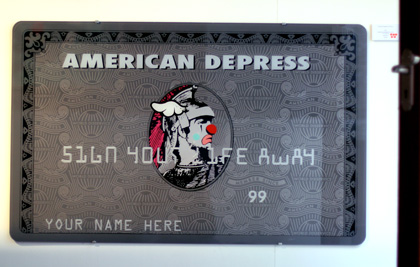 AMERICAN DEPRESS
SIGN YOUR LIFE AWAY
99
YOUR NAME HERE